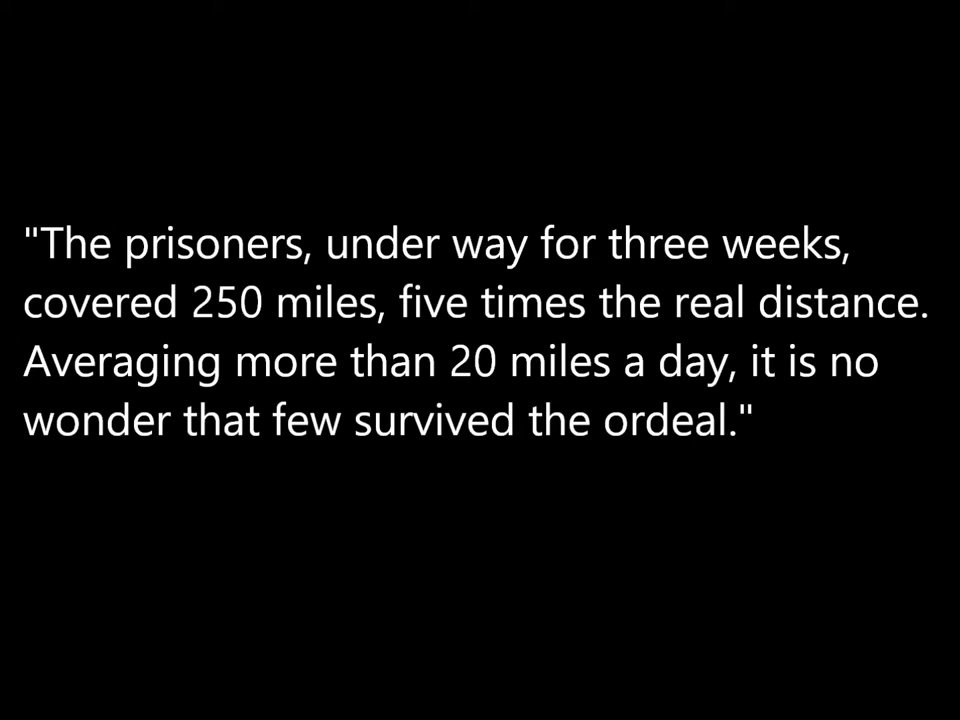 "The prisoners, under way for three weeks,
covered 250 miles, five times the real distance.
Averaging more than 20 miles a day, it is no
wonder that few survived the ordeal."